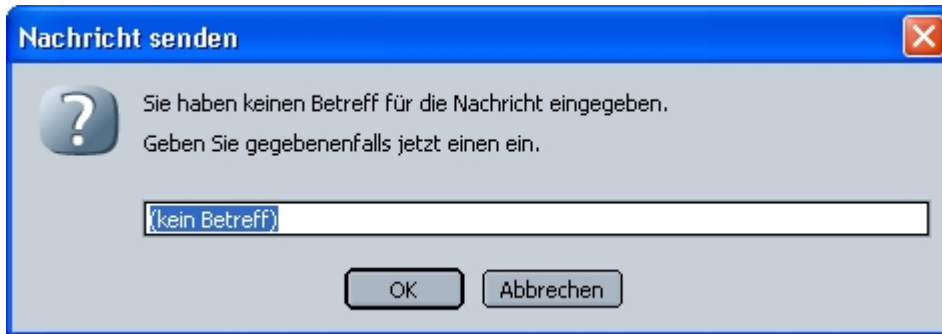 Nachricht senden
Sie haben keinen Betreff für die Nachricht eingegeben.
Geben Sie gegebenenfalls jetzt einen ein.
(kein Betreff)
OK Abbrechen